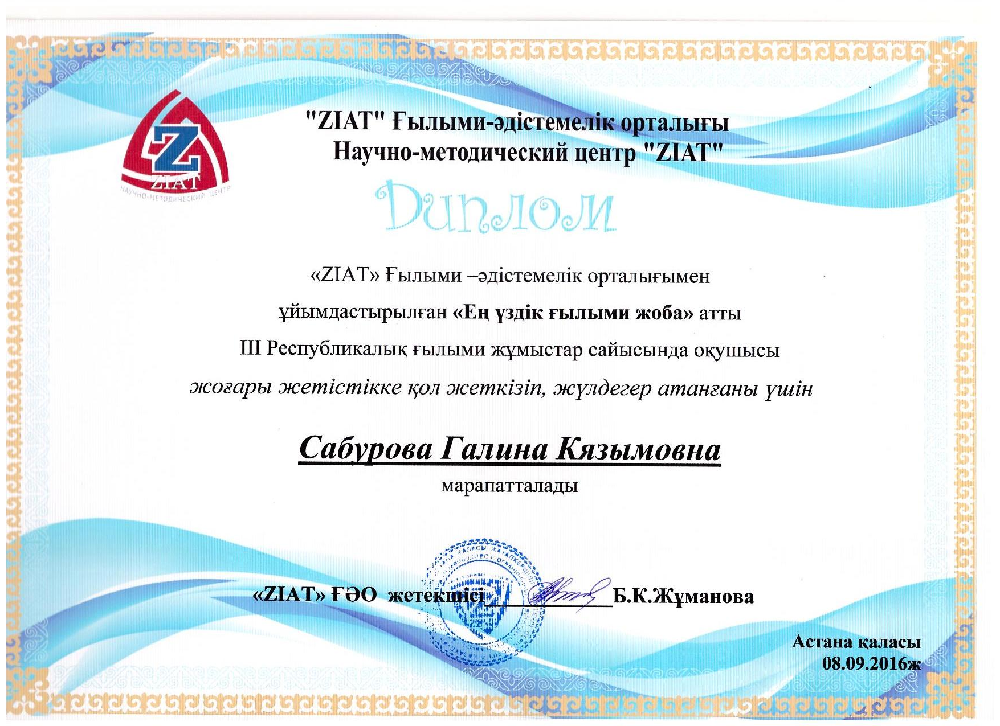 "ZIAT" Ғылыми-әдістемелік орталығы
Научно-методический центр "ZIAT"
Z
ZIAT
НАУЧНО-МЕТОДИЧЕСКИЙ ЦЕНТР
Диплом
«ZIAT» Ғылыми –әдістемелік орталығымен
ұйымдастырылған «Ең үздік ғылыми жоба» атты
III Республикалық ғылыми жұмыстар сайысында оқушысы
жоғары жетістікке қол жеткізіп, жүлдегер атанғаны үшін
Сабурова Галина Кязымовна
марапатталады
«ZIAT» ҒӘО жетекшісі____________Б.К.Жұманова
Астана қаласы
08.09.2016ж